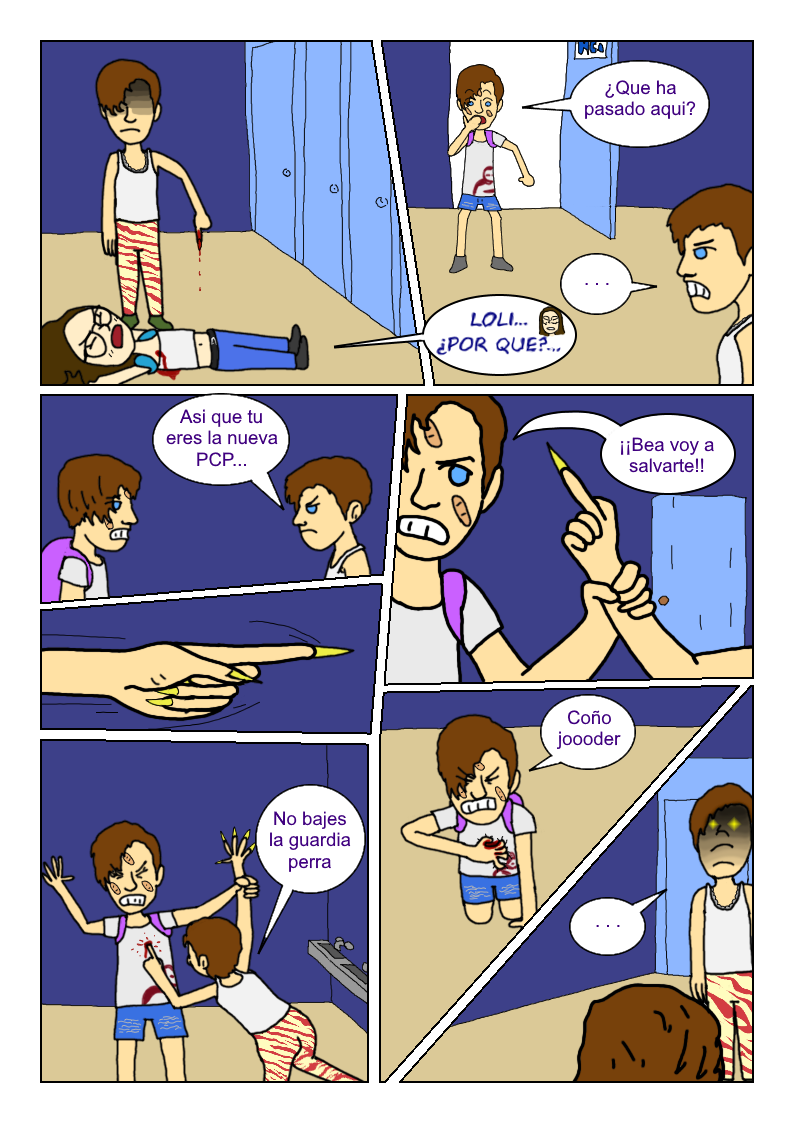 ¿Que ha
pasado aqui?
. . .
LOLI...
¿POR QUE?...
Asi que tu
eres la nueva
PCP...
¡¡Bea voy a
salvarte!!
No bajes
la guardia
perra
Coño
joooder
. . .